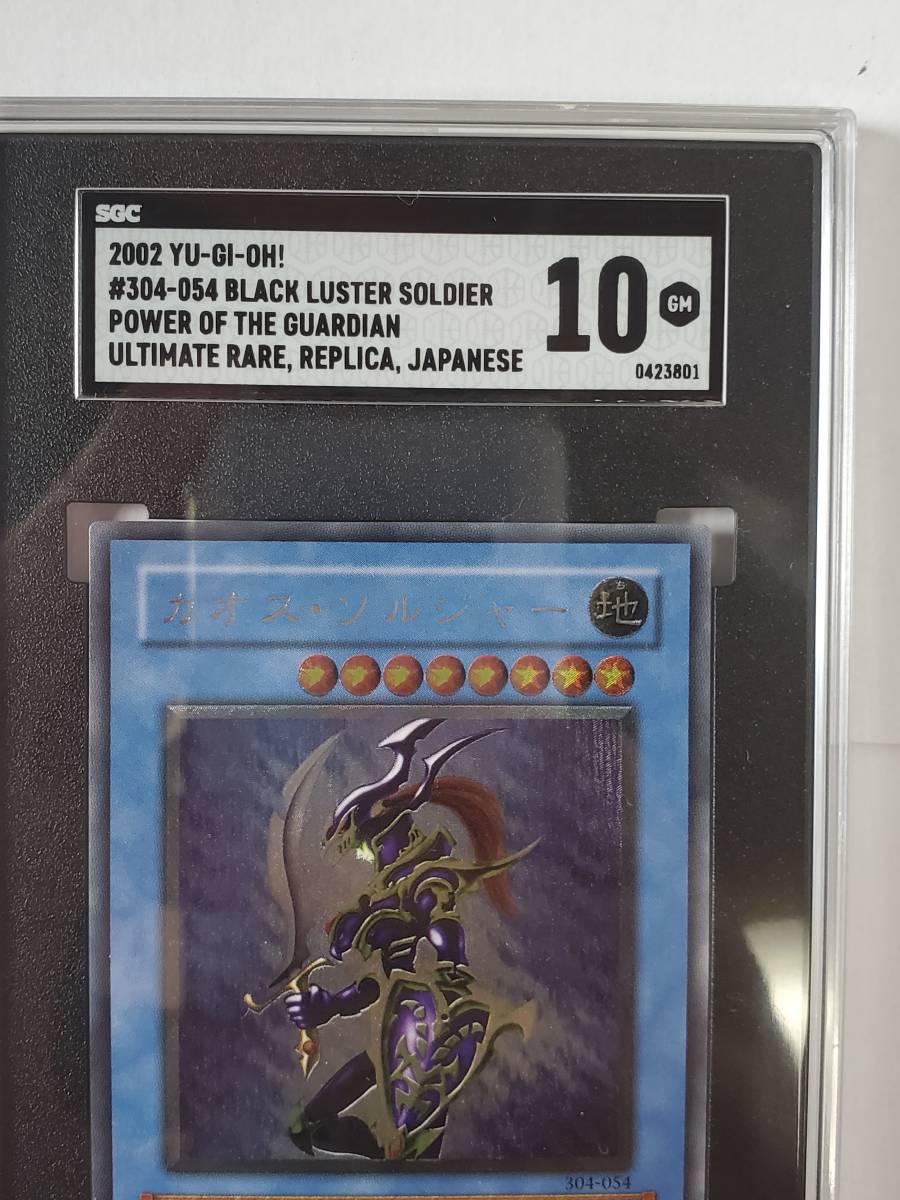 SGC
2002 YU-GI-OH!
#304-054 BLACK LUSTER SOLDIER
POWER OF THE GUARDIAN
ULTIMATE RARE, REPLICA, JAPANESE
10 GM
0423801
カオス・ソルジャー
ち
地
304-054